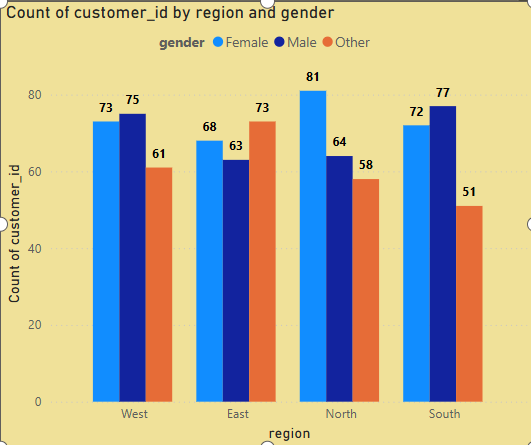 Count of customer_id by region and gender
gender Female Male Other
81
80
73 75 68 63 73 64 58 72 77
61
51
60
40
20
0
Count of customer_id
West East North South
region